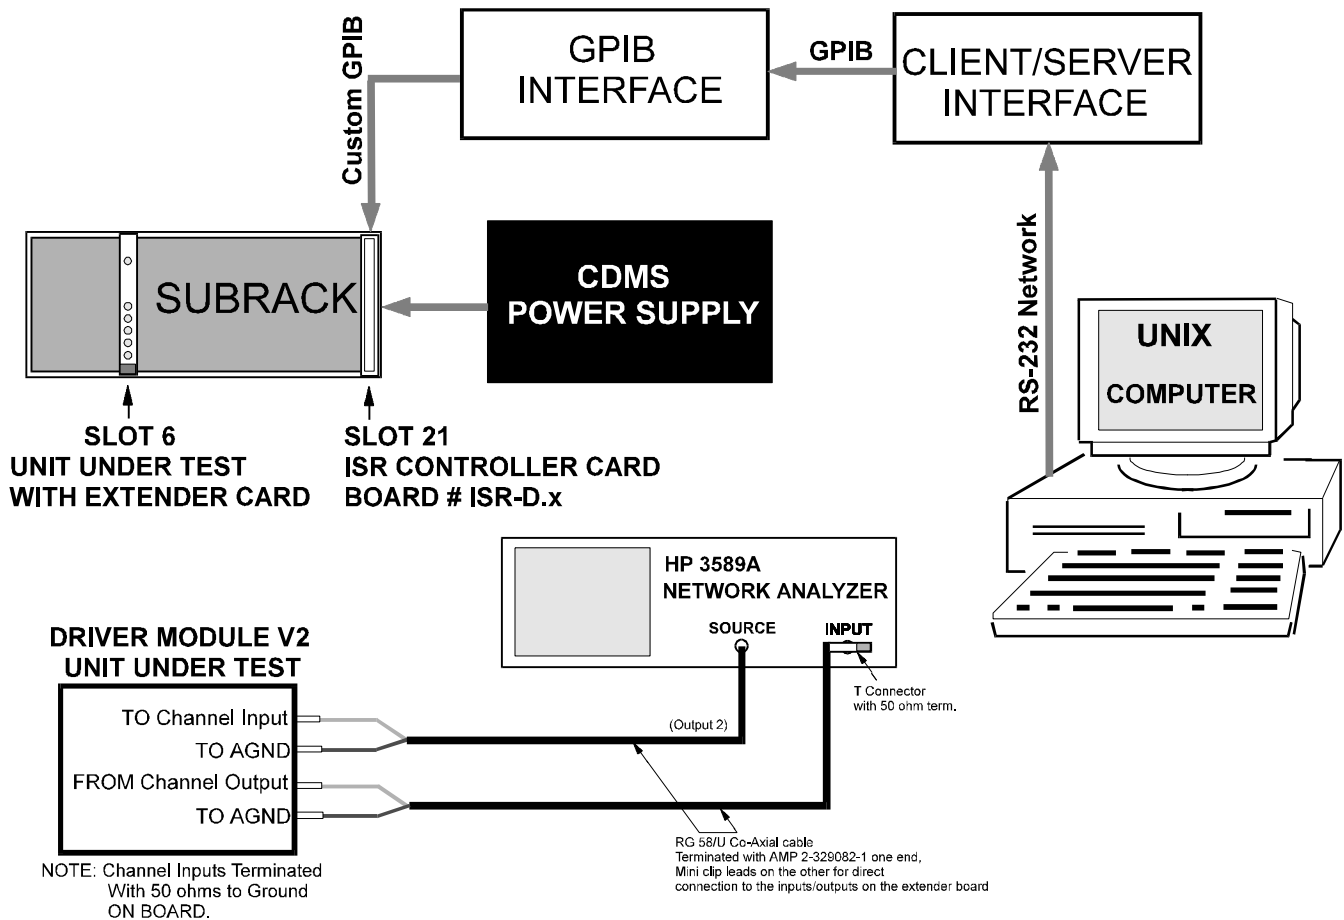 Custom GPIB
GPIB
INTERFACE
GPIB
CLIENT/SERVER
INTERFACE
RS-232 Network
SUBRACK
CDMS
POWER SUPPLY
UNIX
COMPUTER
SLOT 6
UNIT UNDER TEST
WITH EXTENDER CARD
SLOT 21
ISR CONTROLLER CARD
BOARD # ISR-D.x
HP 3589A
NETWORK ANALYZER
SOURCE
INPUT
T Connector
with 50 ohm term.
DRIVER MODULE V2
UNIT UNDER TEST
TO Channel Input
TO AGND
FROM Channel Output
TO AGND
(Output 2)
RG 58/U Co-Axial cable
Terminated with AMP 2-329082-1 one end,
Mini clip leads on the other for direct
connection to the inputs/outputs on the extender board
NOTE: Channel Inputs Terminated
With 50 ohms to Ground
ON BOARD.